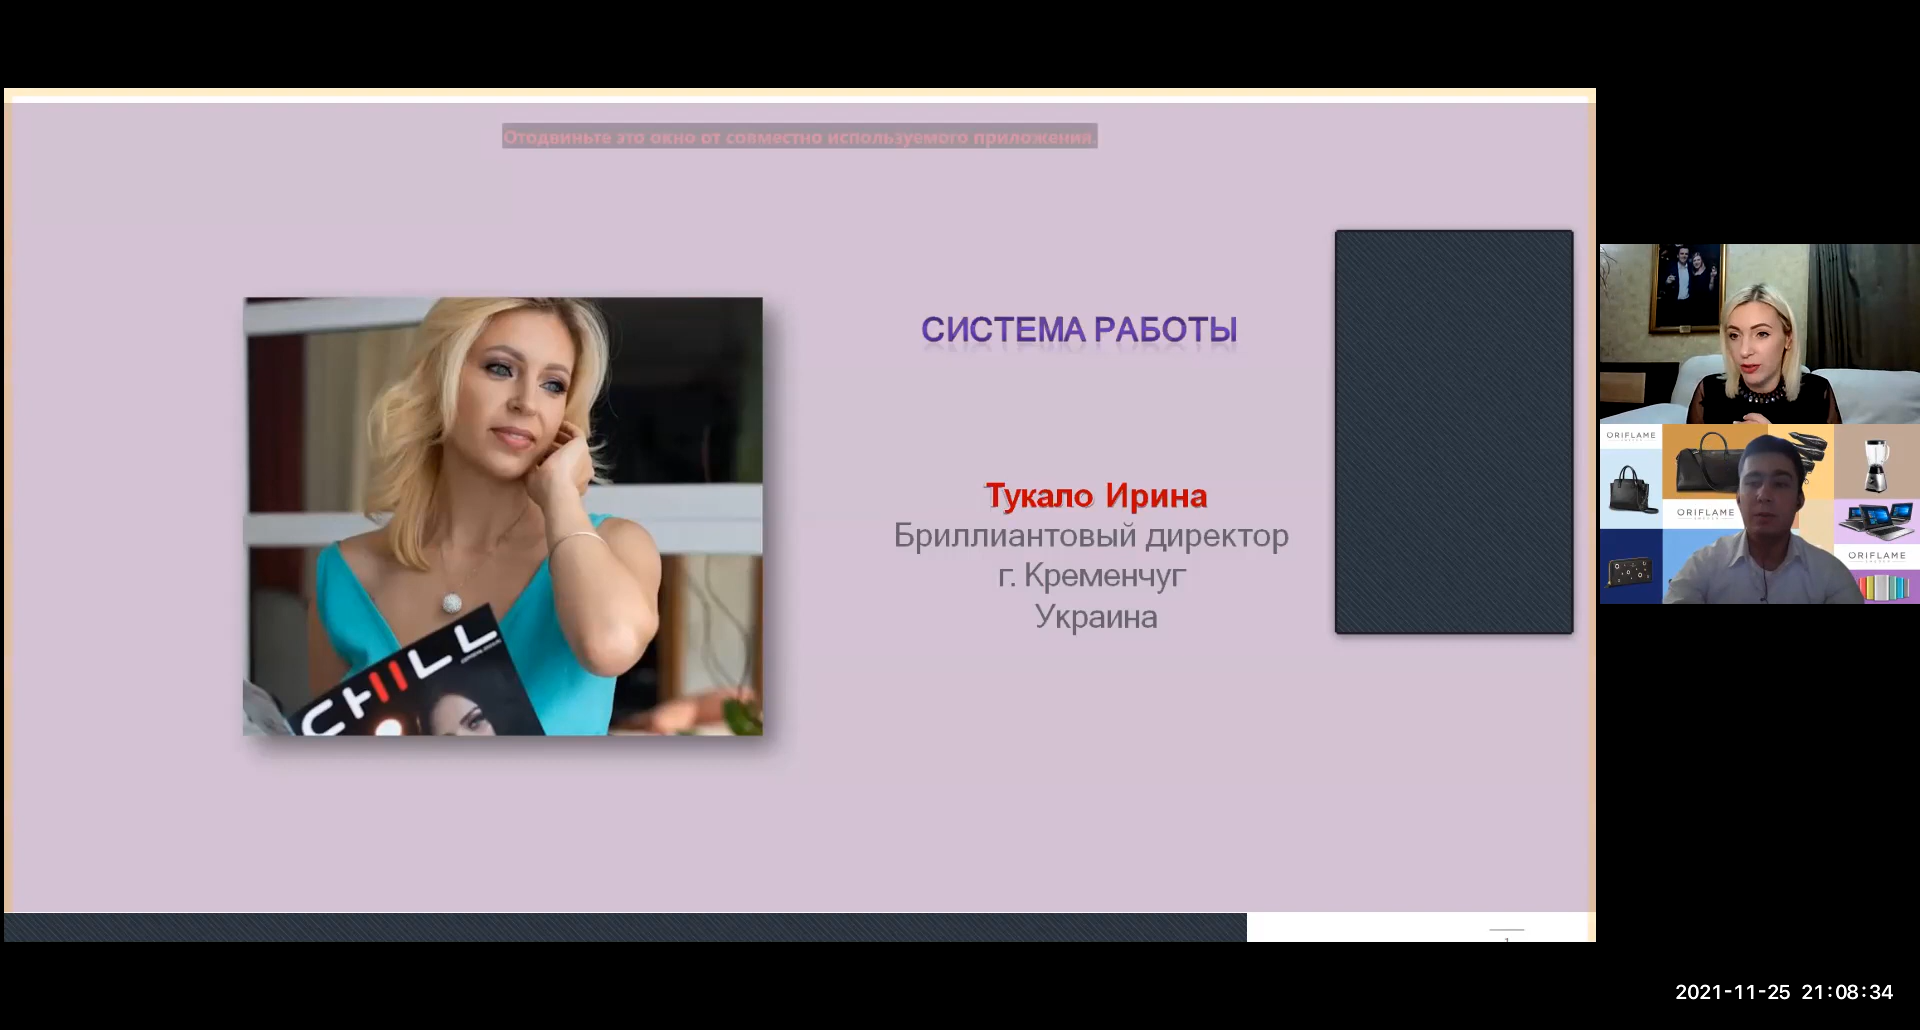 Отодвиньте это окно от совместно используемого приложения.
СИСТЕМА РАБОТЫ
Тукало Ирина
Бриллиантовый директор
г. Кременчуг
Украина
CHILL
ORIFLAME
ORIFLAME
ORIFLAME
2021-11-25 21:08:34